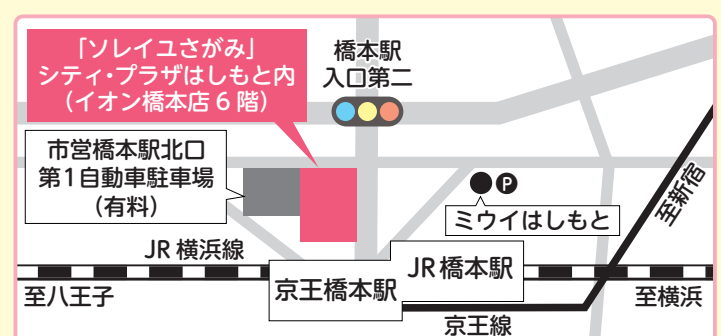 「ソレイユさがみ」
シティ・プラザはしもと内
（イオン橋本店６階）
橋本駅
入口第二
市営橋本駅北口
第1自動車駐車場
（有料）
P
ミウイはしもと
至新宿
JR横浜線
JR橋本駅
京王橋本駅
至八王子
至横浜
京王線